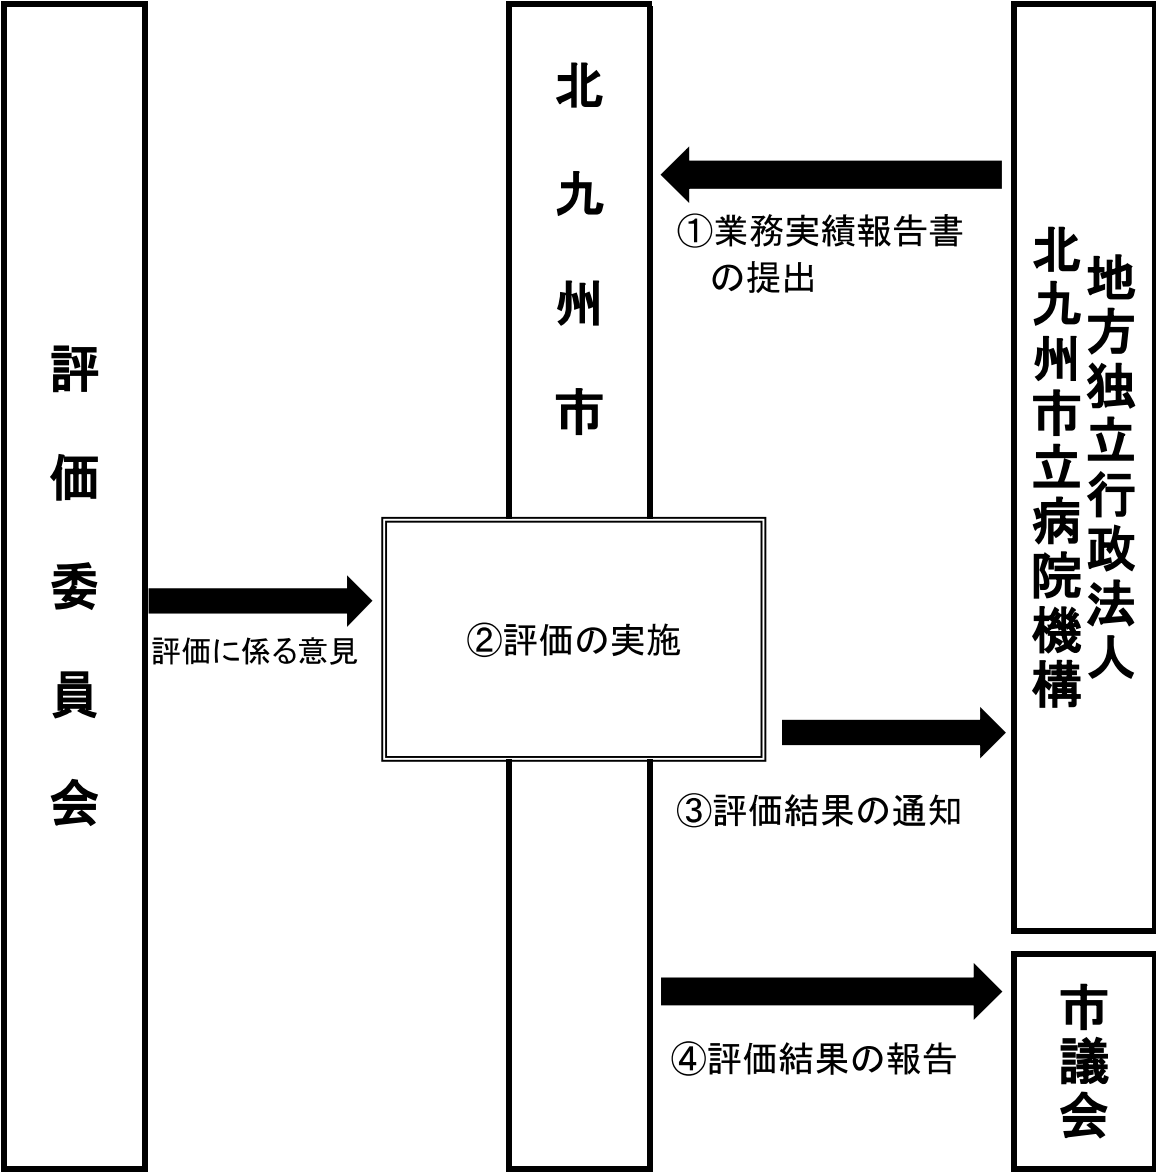 評価委員会
北九州市
①業務実績報告書
の提出
地方独立行政法人
北九州市立病院機構
評価に係る意見
②評価の実施
③評価結果の通知
④評価結果の報告
市議会